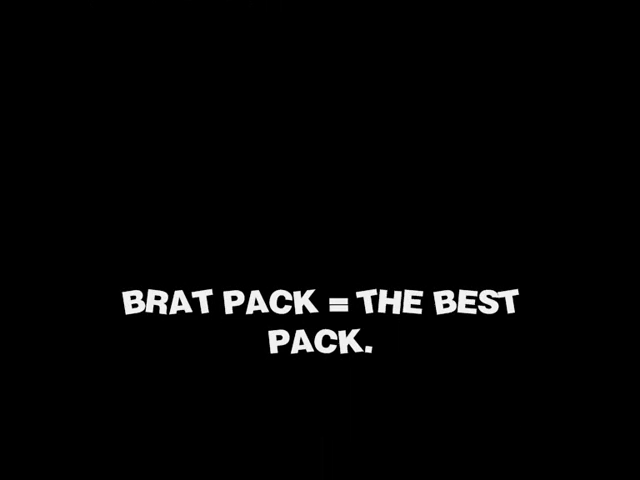 BRAT PACK = THE BEST
PACK.